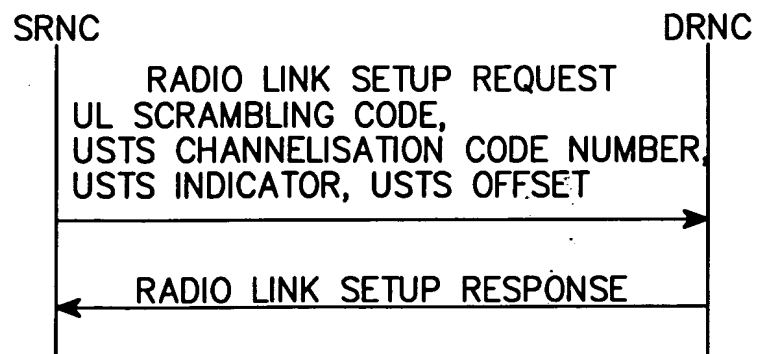 SRNC DRNC
RADIO LINK SETUP REQUEST
UL SCRAMBLING CODE,
USTS CHANNELISATION CODE NUMBER,
USTS INDICATOR, USTS OFFSET
RADIO LINK SETUP RESPONSE